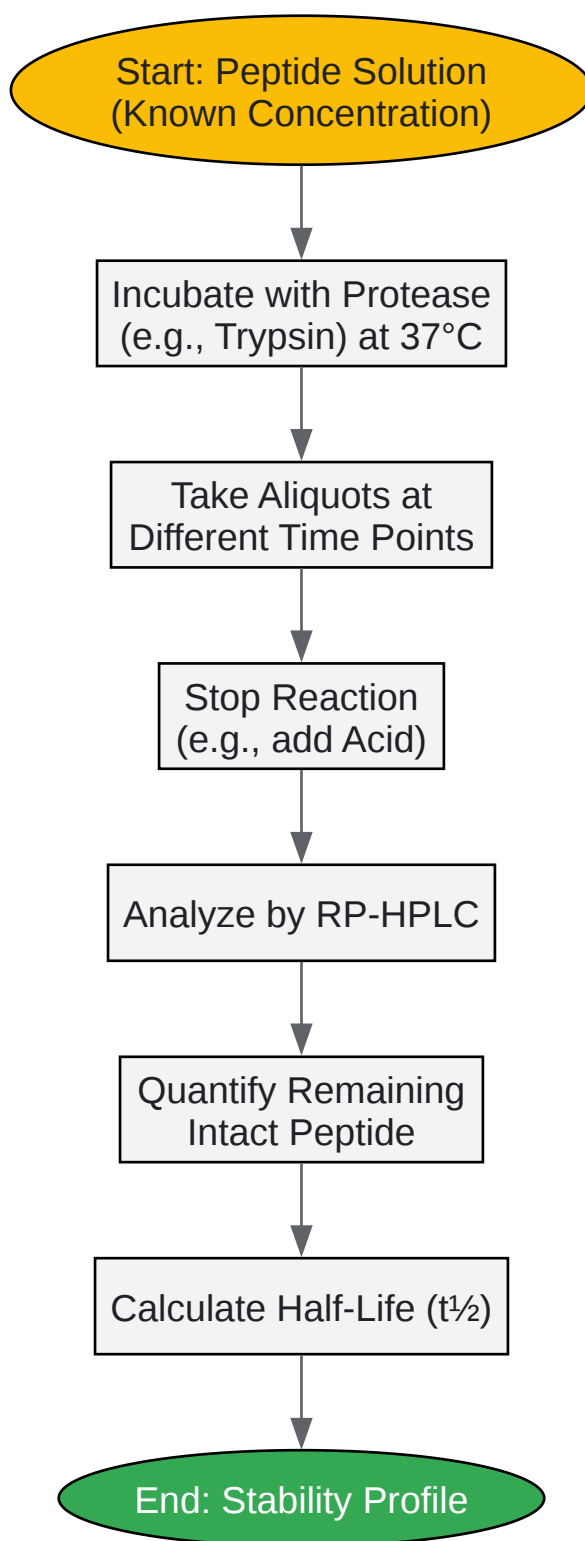 Start: Peptide Solution
(Known Concentration)
Incubate with Protease
(e.g., Trypsin) at 37°C
Take Aliquots at
Different Time Points
Stop Reaction
(e.g., add Acid)
Analyze by RP-HPLC
Quantify Remaining
Intact Peptide
Calculate Half-Life (t½)
End: Stability Profile